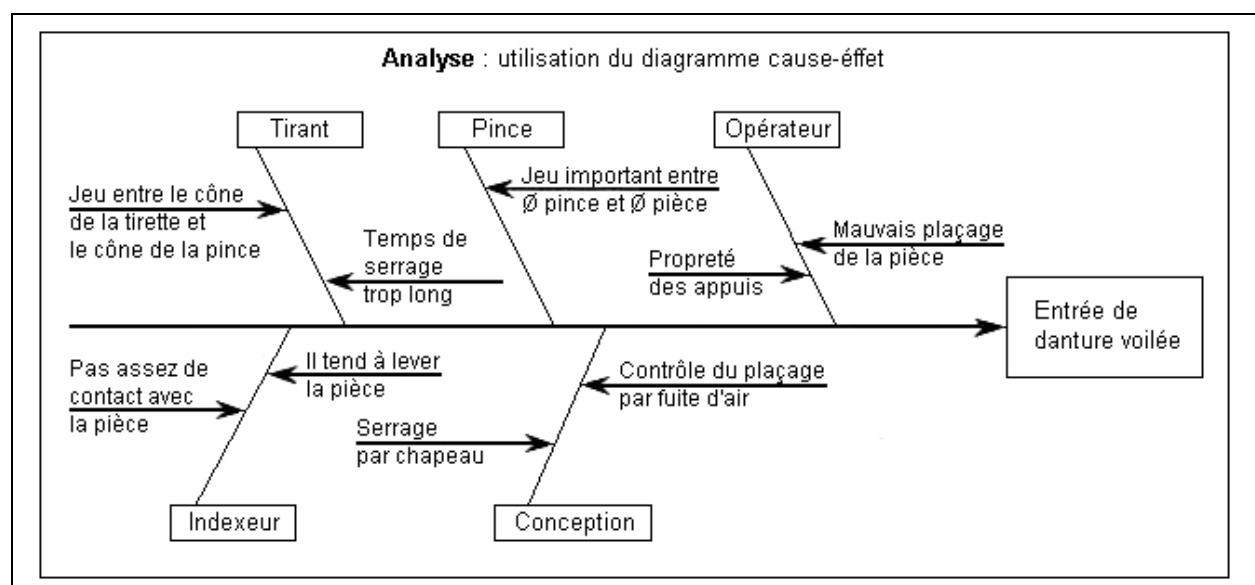 Analyse : utilisation du diagramme cause-éffet
Tirant
Pince
Opérateur
Jeu entre le cône
de la tirette et
le cône de la pince
Temps de
serrage
trop long
Jeu important entre
Ø pince et Ø pièce
Propreté
des appuis
Mauvais plaçage
de la pièce
Entrée de
danture voilée
Pas assez de
contact avec
la pièce
Il tend à lever
la pièce
Serrage
par chapeau
Contrôle du plaçage
par fuite d'air
Indexeur
Conception